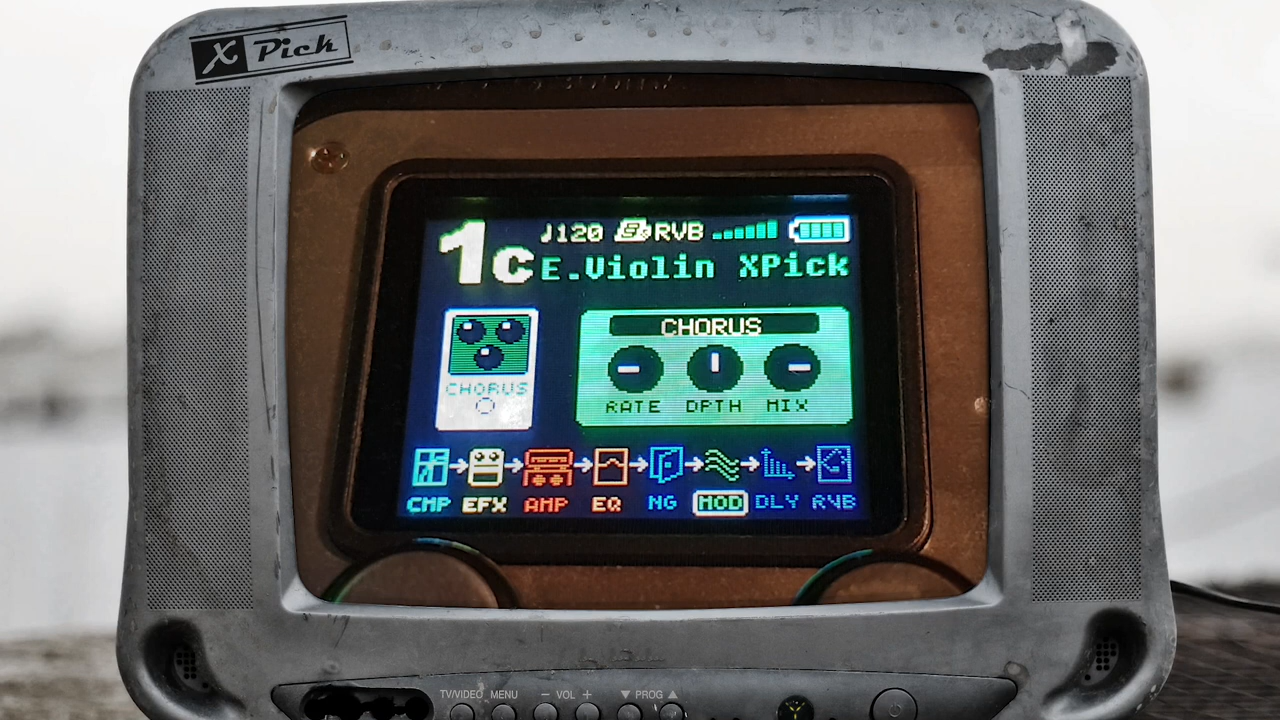 X Pick
1c ♩120 RVB
E.Violin XPick
CHORUS
CHORUS
RATE DPTH MIX
CMP EFX AMP EQ NG MOD DLY RVB
TV/VIDEO MENU − VOL + ▼ PROG ▲